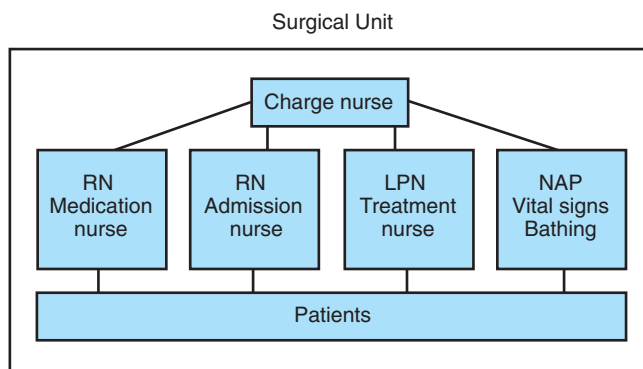 Surgical Unit
Charge nurse
RN
Medication
nurse
RN
Admission
nurse
LPN
Treatment
nurse
NAP
Vital signs
Bathing
Patients